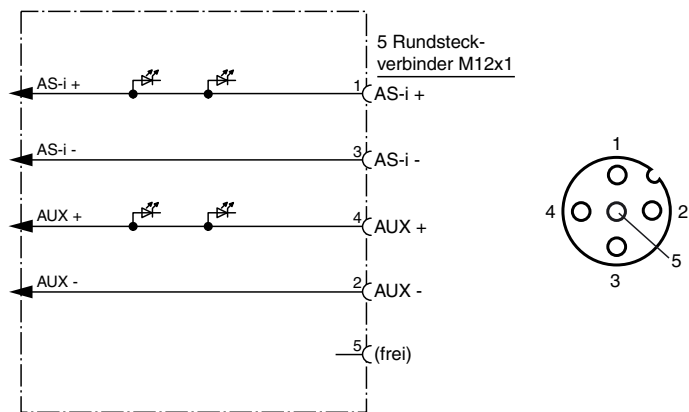 5 Rundsteck-
verbinder M12x1
AS-i +
1
AS-i +
AS-i -
3
AS-i -
AUX +
4
AUX +
AUX -
2
AUX -
5
(frei)
1
4
2
5
3